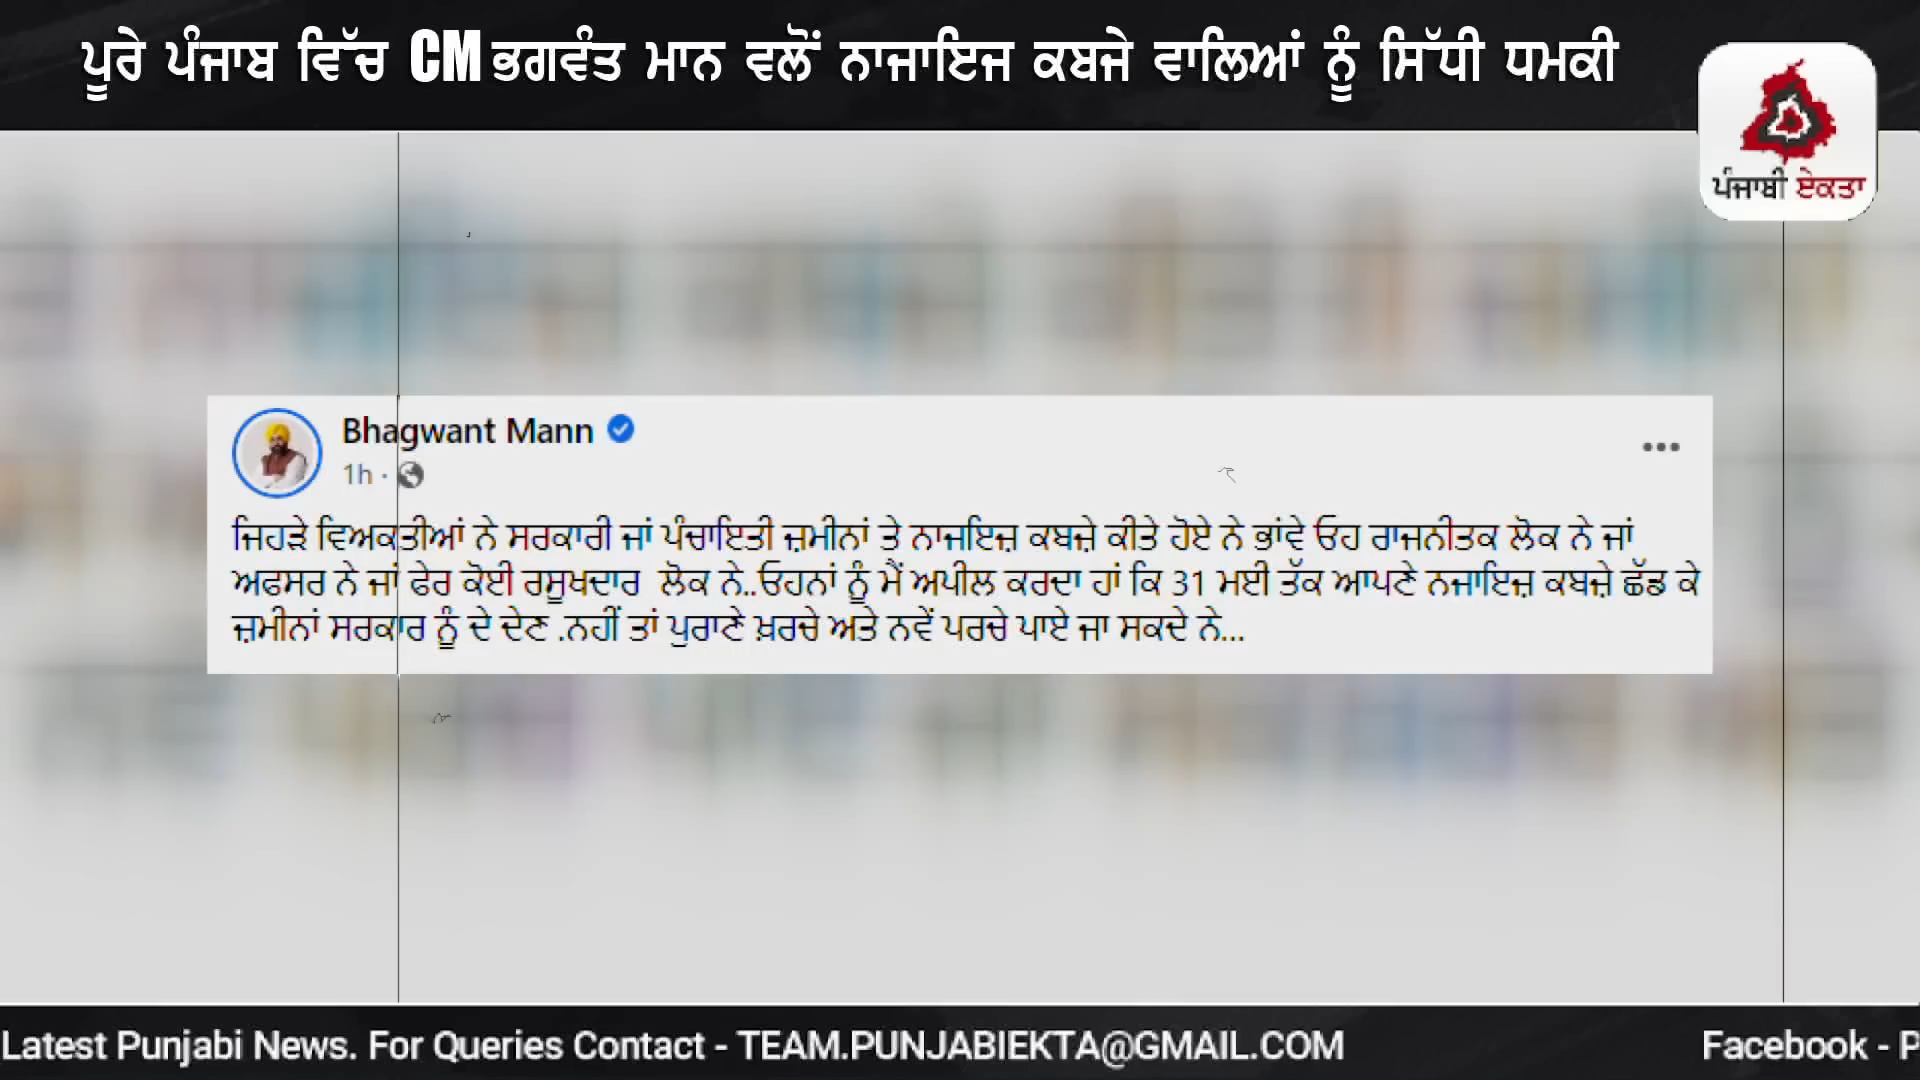 ਪੂਰੇ ਪੰਜਾਬ ਵਿੱਚ CM ਭਗਵੰਤ ਮਾਨ ਵਲੋਂ ਨਾਜਾਇਜ ਕਬਜੇ ਵਾਲਿਆਂ ਨੂੰ ਸਿੱਧੀ ਧਮਕੀ
ਪੰਜਾਬੀ ਏਕਤਾ
Bhagwant Mann
1h ·
ਜਿਹੜੇ ਵਿਅਕਤੀਆਂ ਨੇ ਸਰਕਾਰੀ ਜਾਂ ਪੰਚਾਇਤੀ ਜ਼ਮੀਨਾਂ ਤੇ ਨਾਜਇਜ਼ ਕਬਜ਼ੇ ਕੀਤੇ ਹੋਏ ਨੇ ਭਾਂਵੇ ਓਹ ਰਾਜਨੀਤਕ ਲੋਕ ਨੇ ਜਾਂ
ਅਫਸਰ ਨੇ ਜਾਂ ਫੇਰ ਕੋਈ ਰਸੂਖਦਾਰ ਲੋਕ ਨੇ..ਓਹਨਾਂ ਨੂੰ ਮੈਂ ਅਪੀਲ ਕਰਦਾ ਹਾਂ ਕਿ 31 ਮਈ ਤੱਕ ਆਪਣੇ ਨਜਾਇਜ਼ ਕਬਜ਼ੇ ਛੱਡ ਕੇ
ਜ਼ਮੀਨਾਂ ਸਰਕਾਰ ਨੂੰ ਦੇ ਦੇਣ .ਨਹੀਂ ਤਾਂ ਪੁਰਾਣੇ ਖ਼ਰਚੇ ਅਤੇ ਨਵੇਂ ਪਰਚੇ ਪਾਏ ਜਾ ਸਕਦੇ ਨੇ...
Latest Punjabi News. For Queries Contact - TEAM.PUNJABIEKTA@GMAIL.COM Facebook - P